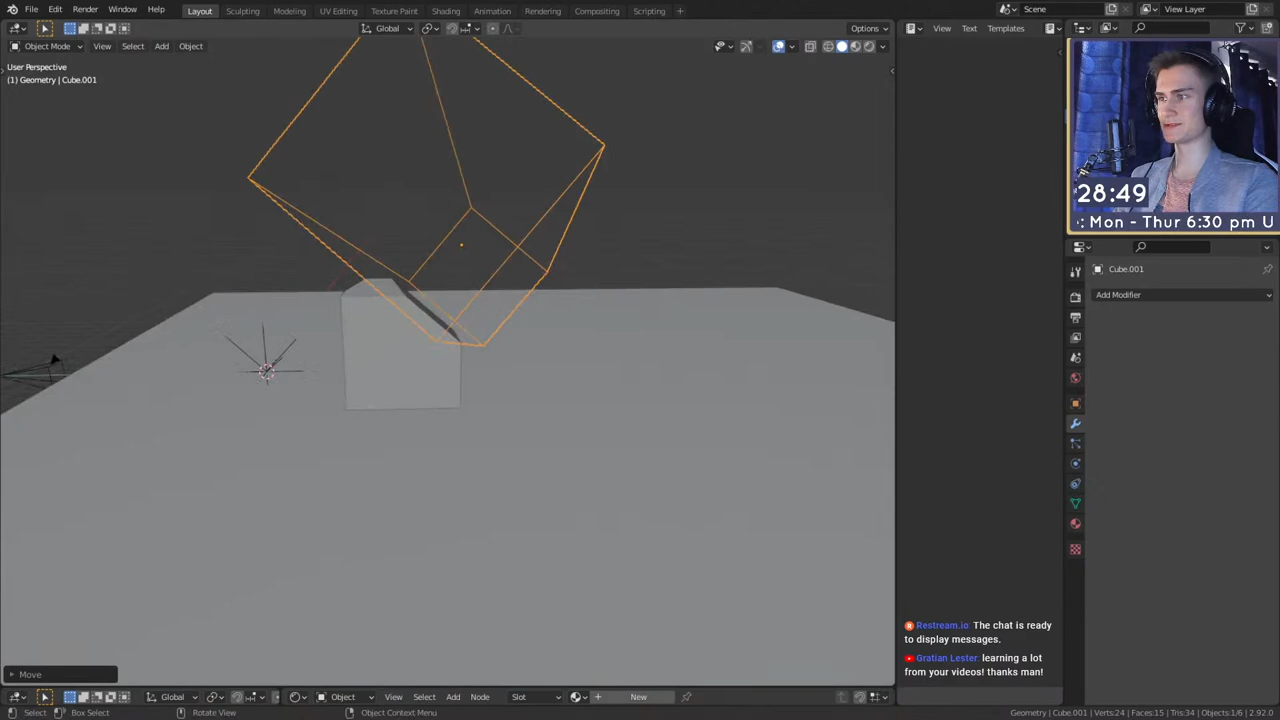 File Edit Render Window Help
Layout Sculpting Modeling UV Editing Texture Paint Shading Animation Rendering Compositing Scripting +
Scene
View Layer
Global
Options
View Text Templates
Object Mode View Select Add Object
User Perspective
(1) Geometry | Cube.001
28:49
: Mon - Thur 6:30 pm U
Cube.001
Add Modifier
Restream.io: The chat is ready
to display messages.
Gratian Lester: learning a lot
from your videos! thanks man!
Move
Global
Object View Select Add Node Slot
New
Select Box Select Rotate View Object Context Menu
Geometry | Cube.001 | Verts:24 | Faces:15 | Tris:34 | Objects:1/6 | 2.92.0